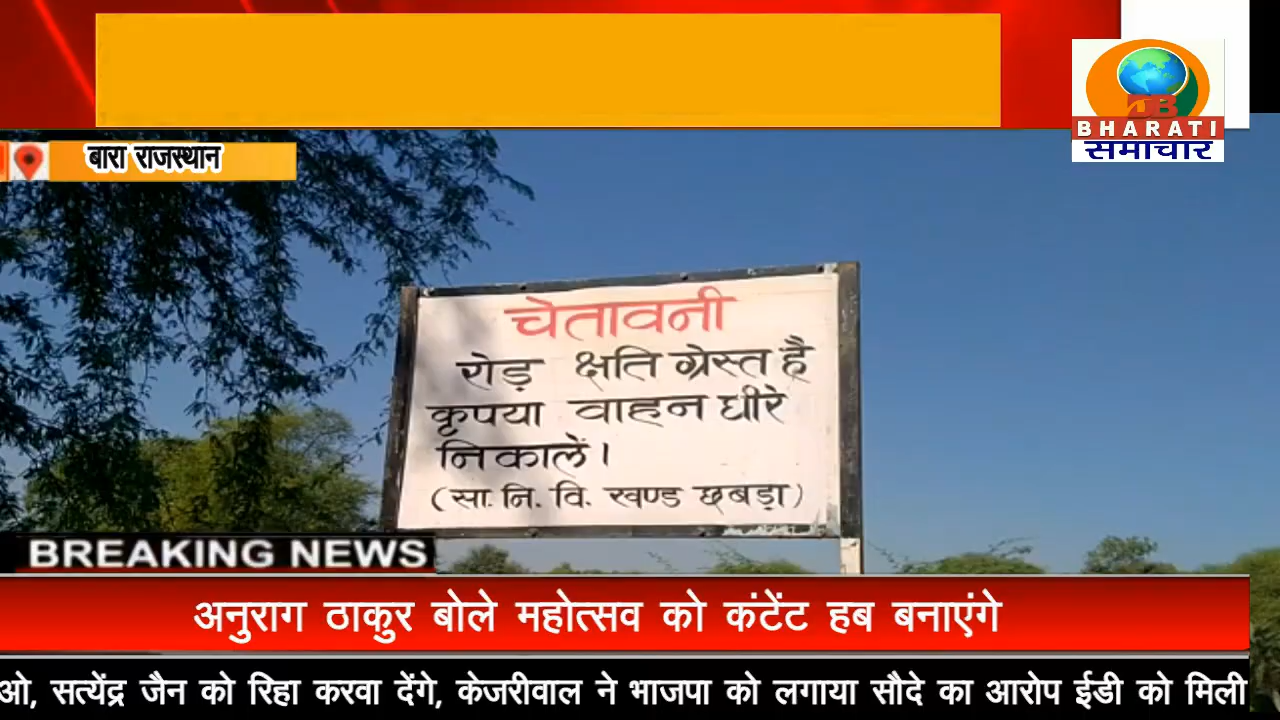 BHARATI
समाचार
बारा राजस्थान
चेतावनी
रोड़ क्षति ग्रेस्त है
कृपया वाहन धीरे
निकालें।
(सा. नि. वि. खण्ड छबड़ा)
BREAKING NEWS
अनुराग ठाकुर बोले महोत्सव को कंटेंट हब बनाएंगे
ओ, सत्येंद्र जैन को रिहा करवा देंगे, केजरीवाल ने भाजपा को लगाया सौदे का आरोप ईडी को मिली